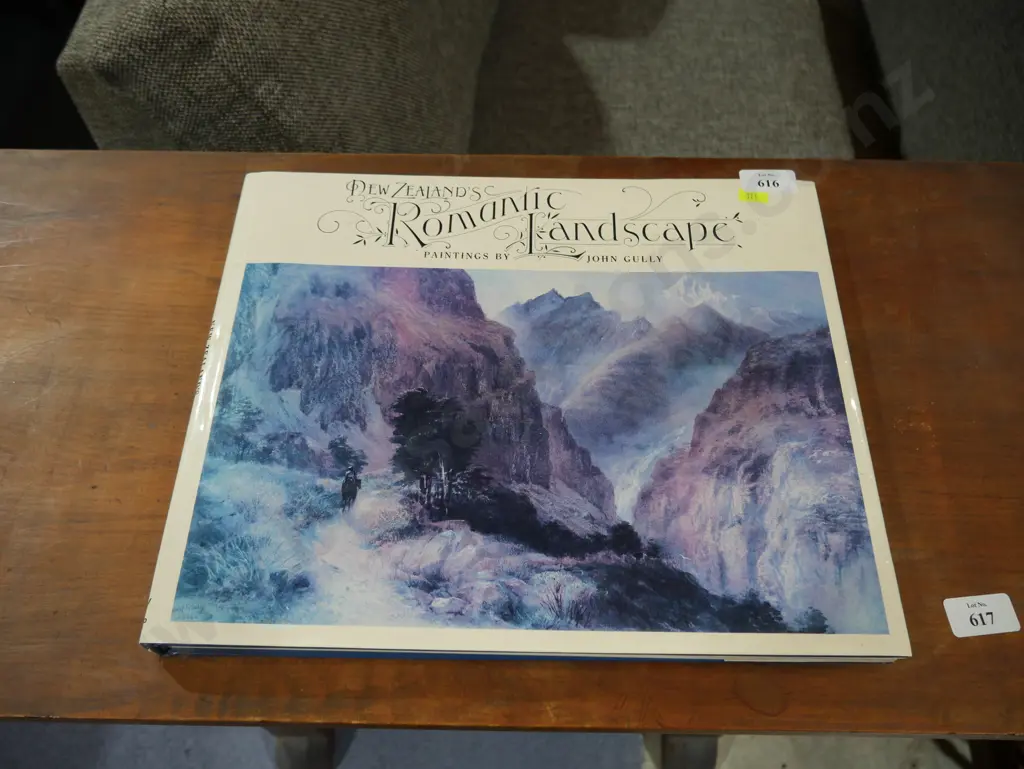 NEW ZEALAND'S
Romantic
Landscape
PAINTINGS BY JOHN GULLY
Lot No.
616
Lot No.
617